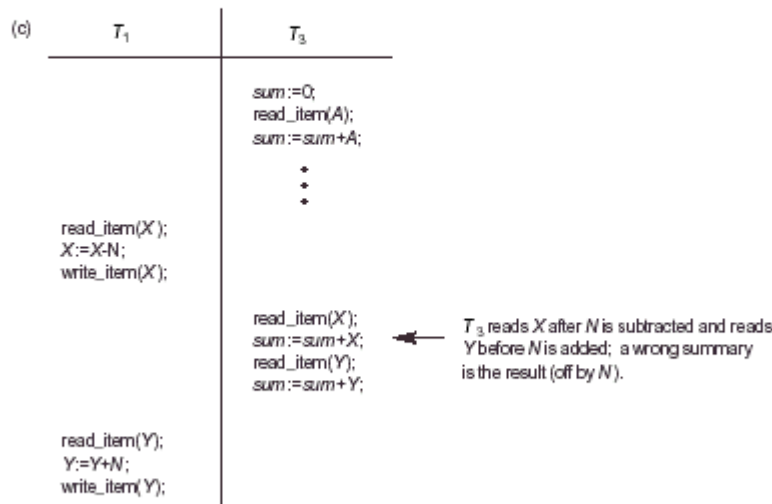 (c) T1 T3
sum:=0;
read_item(A);
sum:=sum+A;
read_item(X);
X:=X-N;
write_item(X);
read_item(X);
sum:=sum+X;
read_item(Y);
sum:=sum+Y;
T3 reads X after N is subtracted and reads
Y before N is added; a wrong summary
is the result (off by N).
read_item(Y);
Y:=Y+N;
write_item(Y);